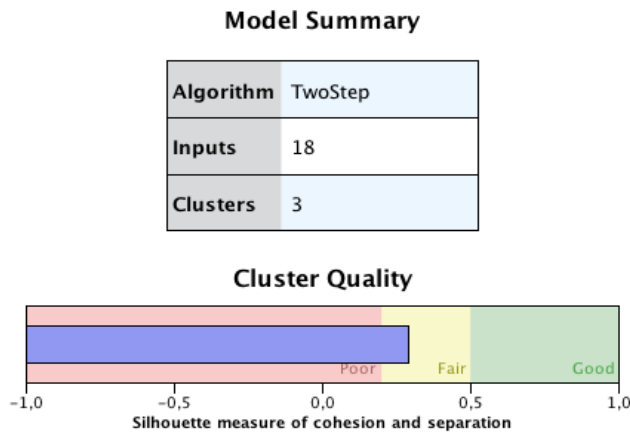 Model Summary
Algorithm TwoStep
Inputs 18
Clusters 3
Cluster Quality
Poor Fair Good
-1,0 -0,5 0,0 0,5 1,0
Silhouette measure of cohesion and separation